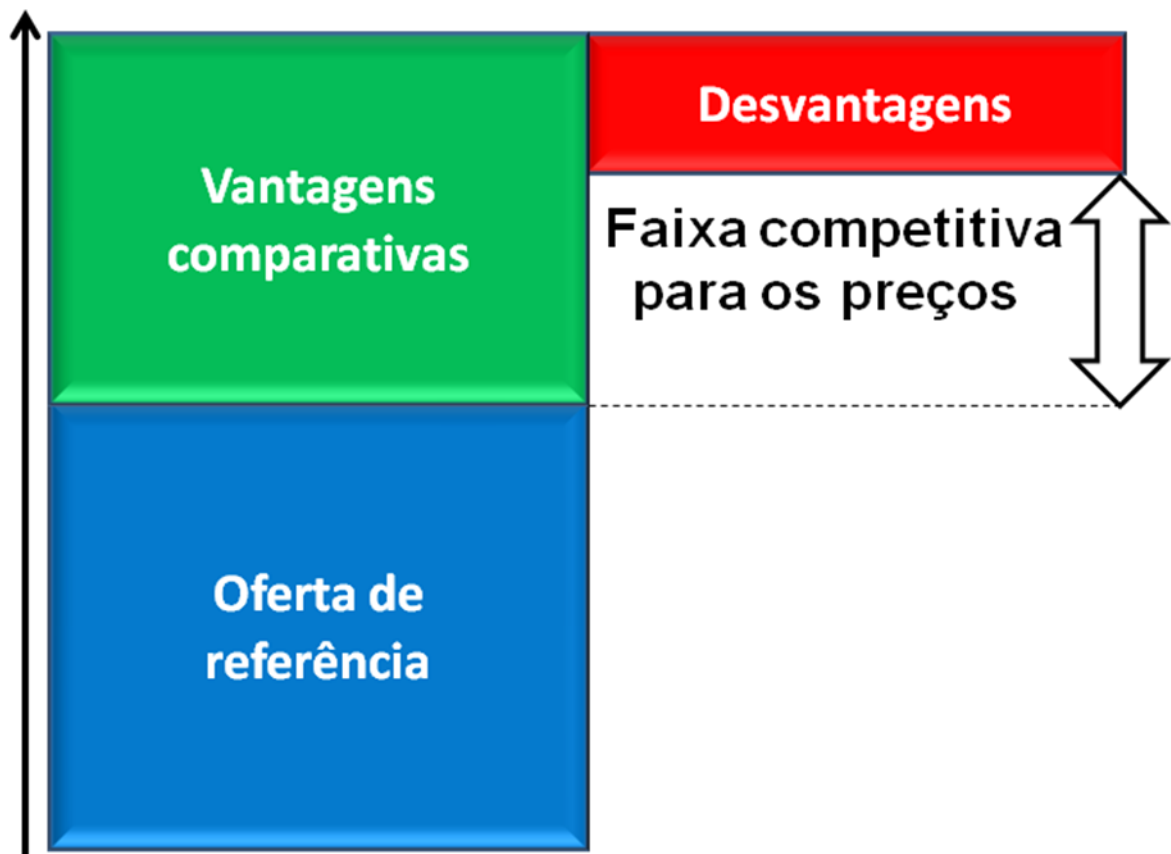 Vantagens
comparativas
Desvantagens
Faixa competitiva
para os preços
Oferta de
referência